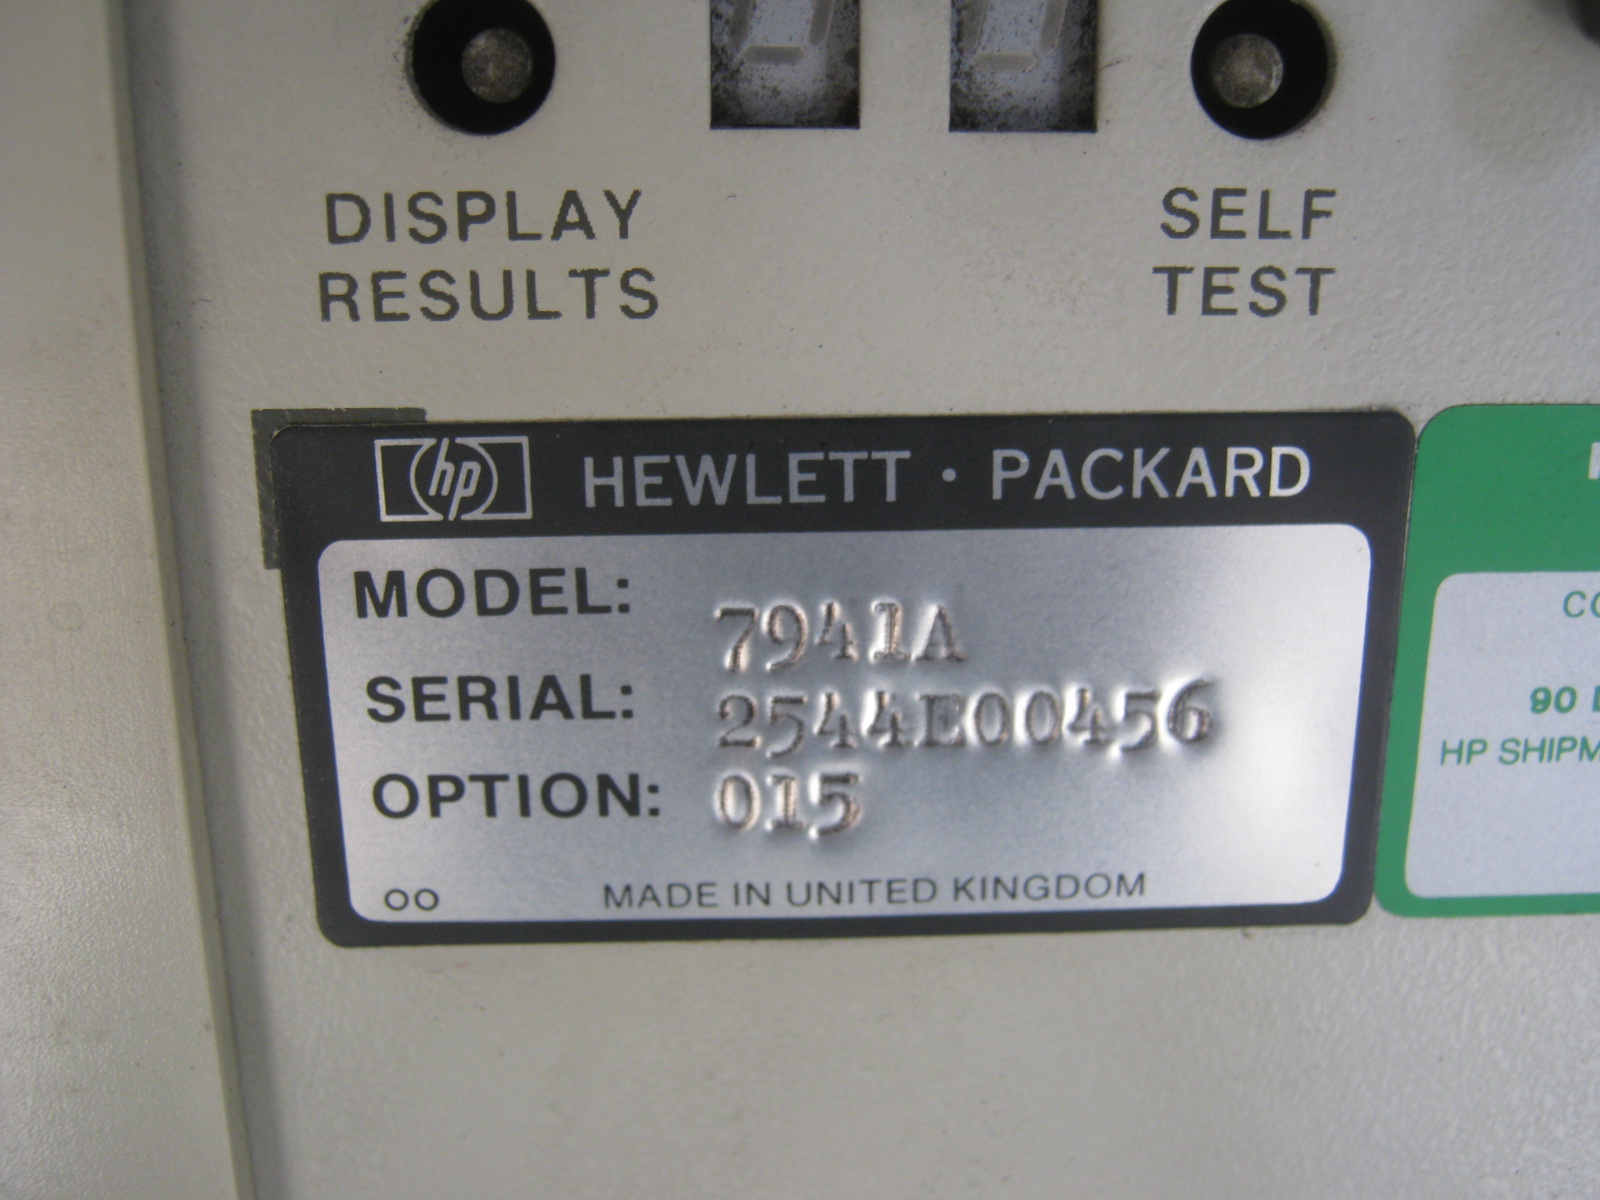 DISPLAY
RESULTS
SELF
TEST
hp HEWLETT · PACKARD
MODEL: 7941A
SERIAL: 2544E00456
OPTION: 015
OO MADE IN UNITED KINGDOM
90
HP